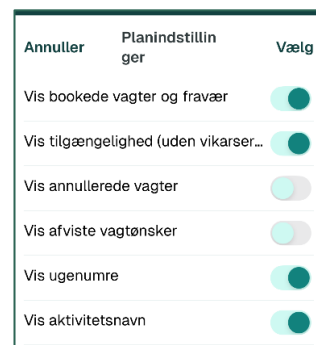 Annuller
Planindstillin
ger
Vælg
Vis bookede vagter og fravær
Vis tilgængelighed (uden vikarser...
Vis annullerede vagter
Vis afviste vagtønsker
Vis ugenumre
Vis aktivitetsnavn